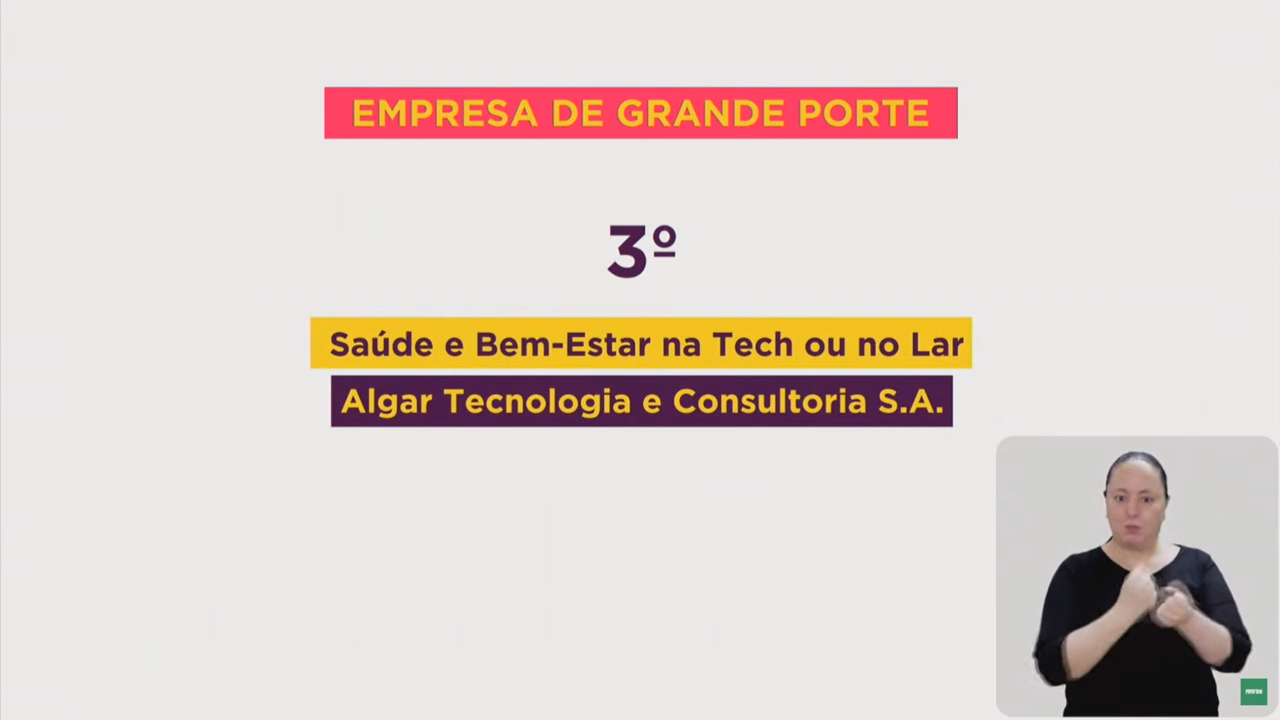 EMPRESA DE GRANDE PORTE
3º
Saúde e Bem-Estar na Tech ou no Lar
Algar Tecnologia e Consultoria S.A.